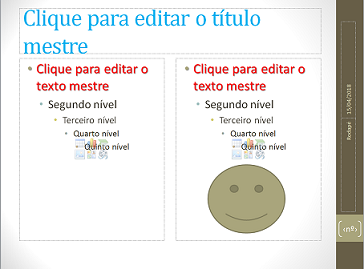 Clique para editar o título
mestre
• Clique para editar o
texto mestre
• Segundo nível
• Terceiro nível
• Quarto nível
Quinto nível
• Clique para editar o
texto mestre
• Segundo nível
• Terceiro nível
• Quarto nível
Quinto nível
15/04/2018
Rodapé
‹nº›